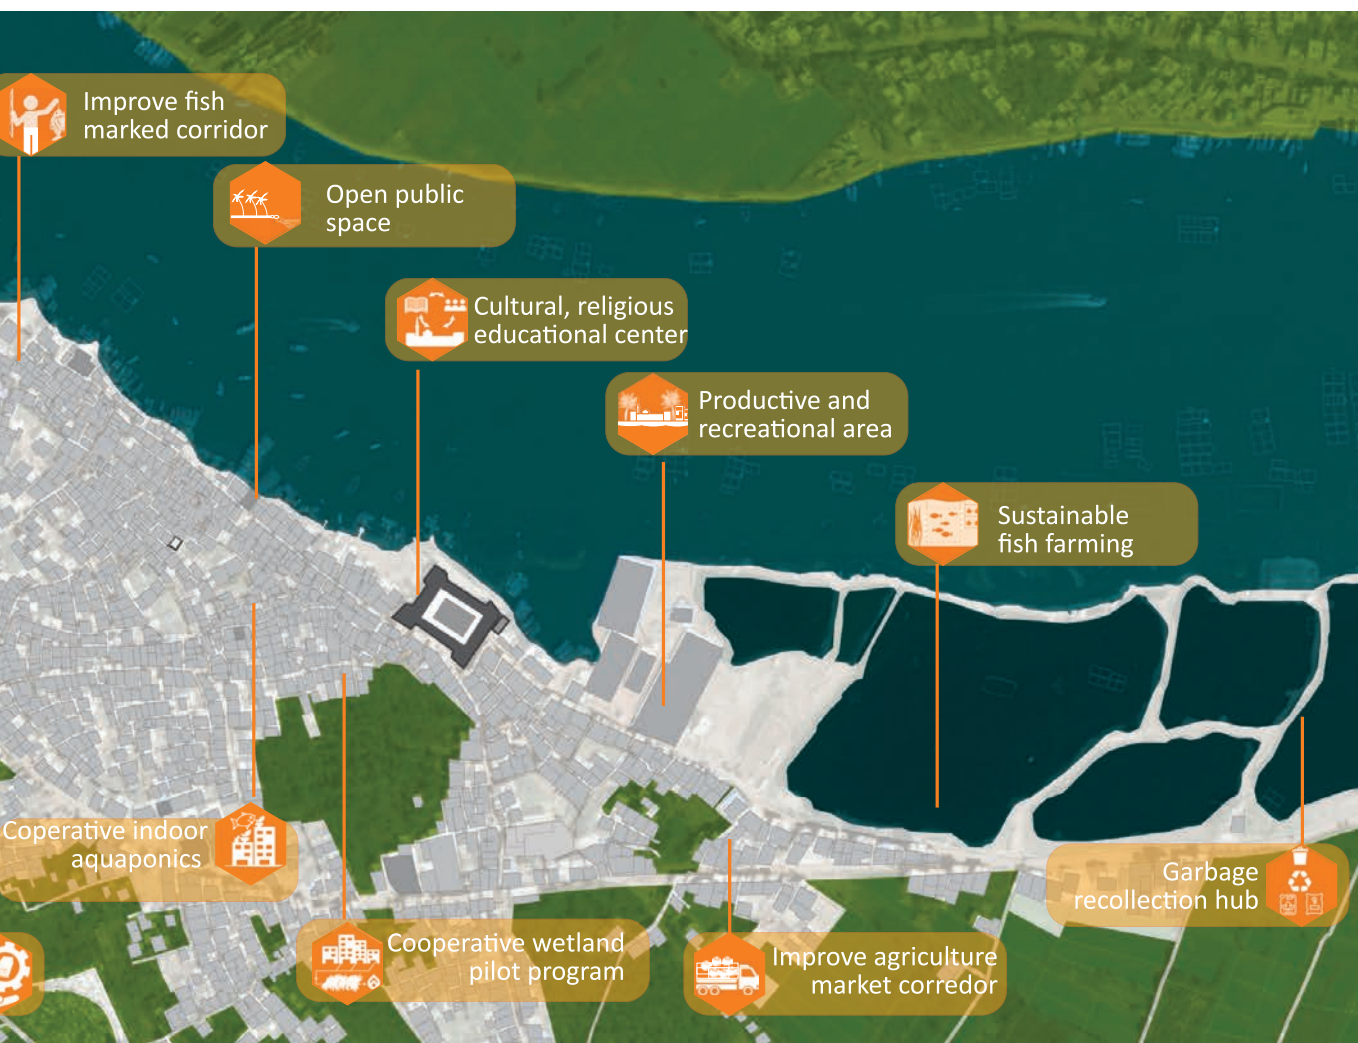 Improve fish
marked corridor
Open public
space
Cultural, religious
educational center
Productive and
recreational area
Sustainable
fish farming
Coperative indoor
aquaponics
Garbage
recollection hub
Cooperative wetland
pilot program
Improve agriculture
market corredor